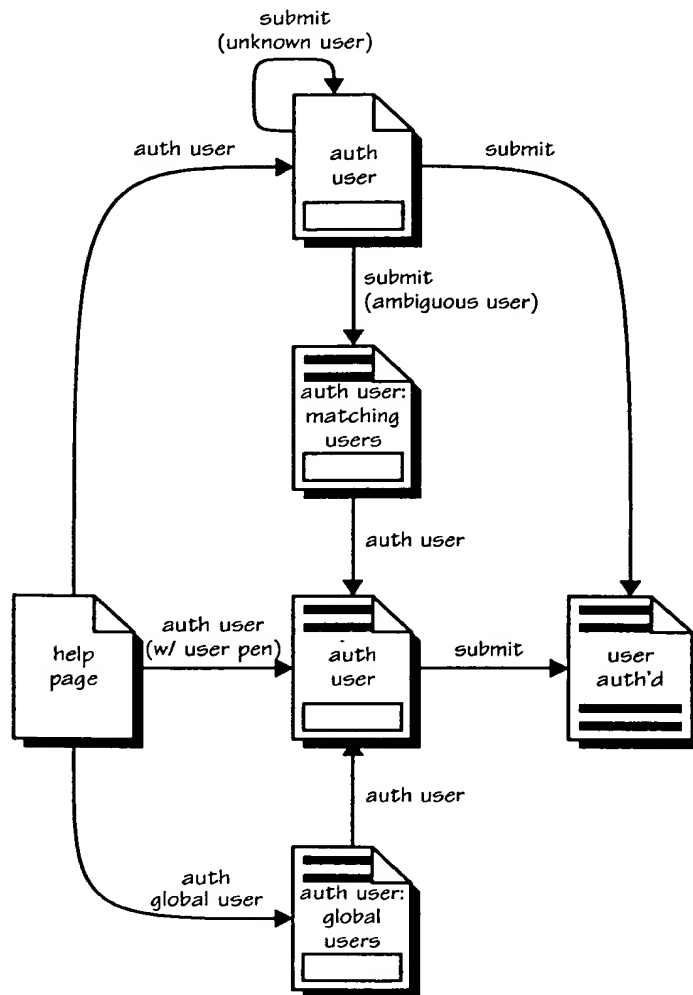 submit
(unknown user)
auth user
auth
user
submit
submit
(ambiguous user)
auth user:
matching
users
auth user
help
page
auth user
(w/ user pen)
auth
user
submit
user
auth'd
auth user
auth
global user
auth user:
global
users